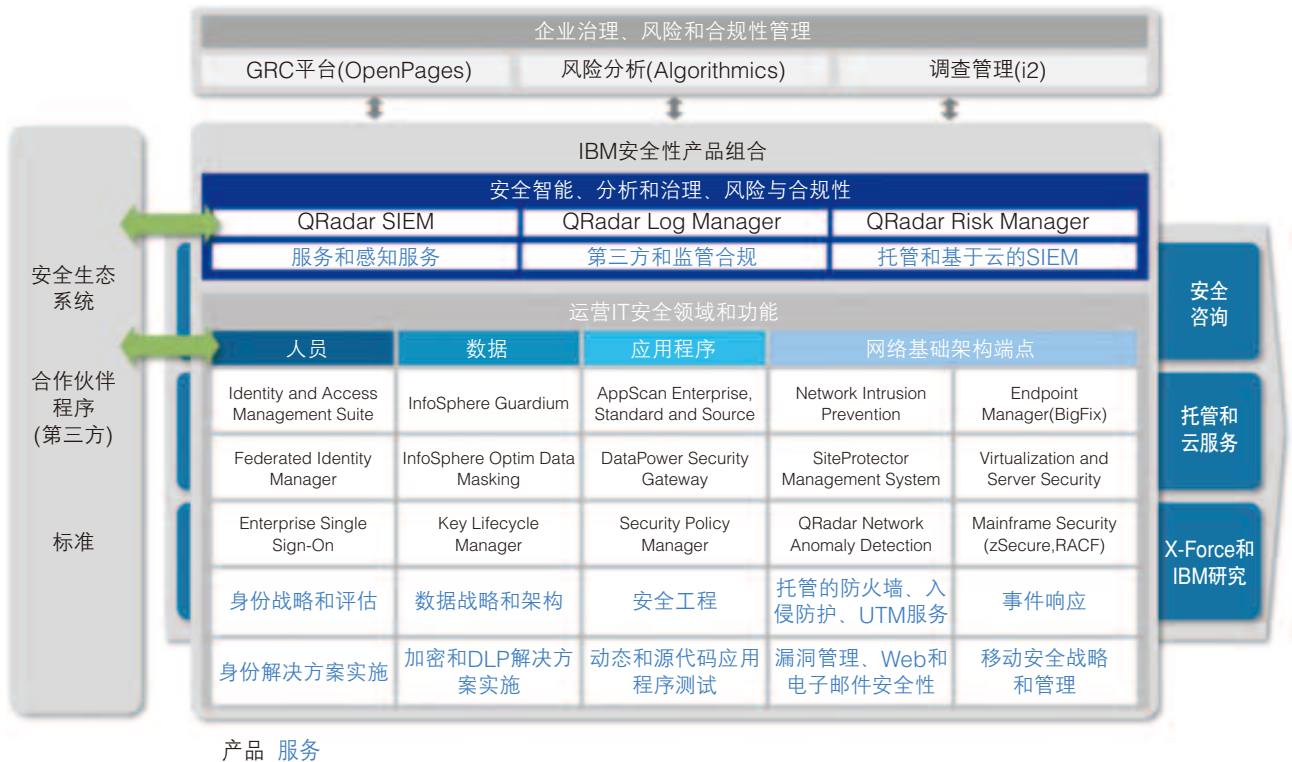 企业治理、风险和合规性管理
GRC平台(OpenPages)
风险分析(Algorithmics)
调查管理(i2)
IBM安全性产品组合
安全智能、分析和治理、风险与合规性
QRadar SIEM
QRadar Log Manager
QRadar Risk Manager
服务和感知服务
第三方和监管合规
托管和基于云的SIEM
安全生态
系统
合作伙伴
程序
(第三方)
标准
运营IT安全领域和功能
人员
数据
应用程序
网络基础架构端点
Identity and Access
Management Suite
InfoSphere Guardium
AppScan Enterprise,
Standard and Source
Network Intrusion
Prevention
Endpoint
Manager(BigFix)
Federated Identity
Manager
InfoSphere Optim Data
Masking
DataPower Security
Gateway
SiteProtector
Management System
Virtualization and
Server Security
Enterprise Single
Sign-On
Key Lifecycle
Manager
Security Policy
Manager
QRadar Network
Anomaly Detection
Mainframe Security
(zSecure,RACF)
身份战略和评估
数据战略和架构
安全工程
托管的防火墙、入
侵防护、UTM服务
事件响应
身份解决方案实施
加密和DLP解决方
案实施
动态和源代码应用
程序测试
漏洞管理、Web和
电子邮件安全性
移动安全战略
和管理
安全
咨询
托管和
云服务
X-Force和
IBM研究
产品 服务